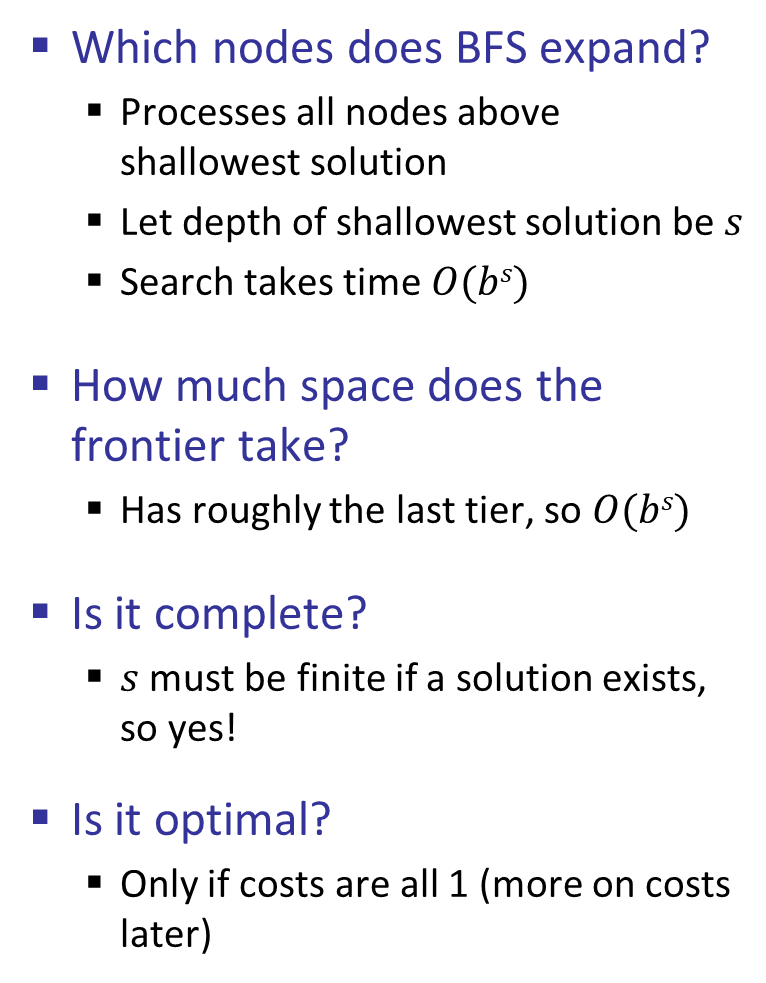 ▪ Which nodes does BFS expand?
▪ Processes all nodes above
shallowest solution
▪ Let depth of shallowest solution be s
▪ Search takes time O(bˢ)
▪ How much space does the
frontier take?
▪ Has roughly the last tier, so O(bˢ)
▪ Is it complete?
▪ s must be finite if a solution exists,
so yes!
▪ Is it optimal?
▪ Only if costs are all 1 (more on costs
later)